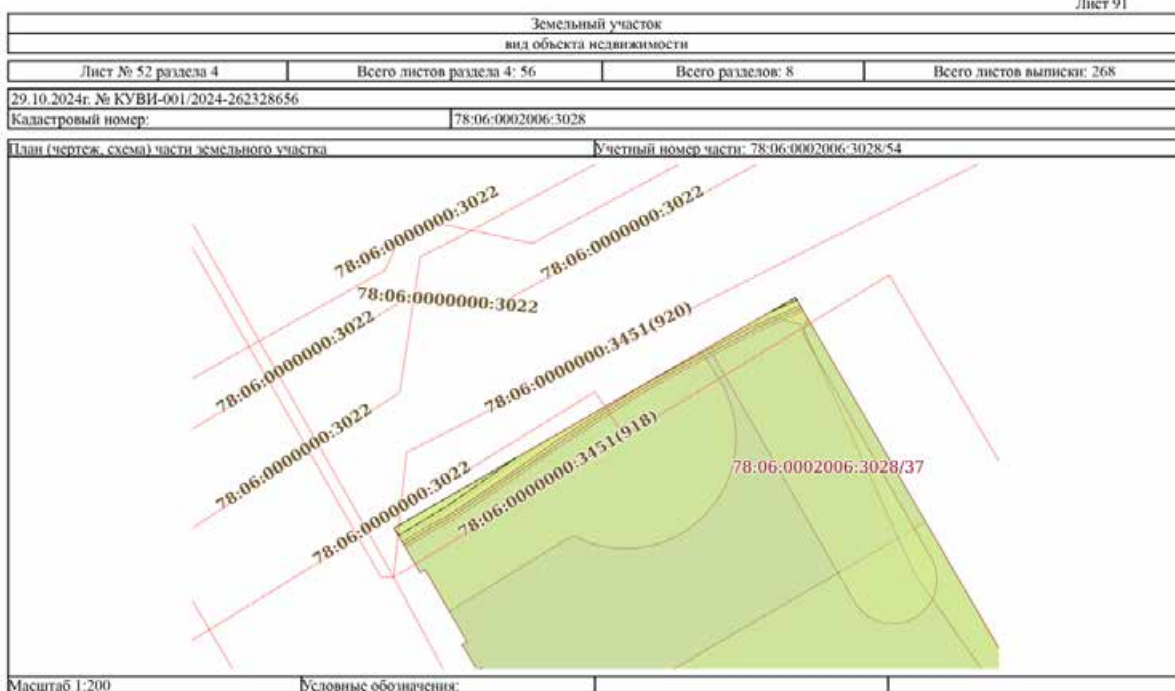 Лист 91
Земельный участок
вид объекта недвижимости
Лист № 52 раздела 4 Всего листов раздела 4: 56 Всего разделов: 8 Всего листов выписки: 268
29.10.2024г. № КУВИ-001/2024-262328656
Кадастровый номер: 78:06:0002006:3028
План (чертеж, схема) части земельного участка Учетный номер части: 78:06:0002006:3028/54
78:06:0000000:3022
78:06:0000000:3022
78:06:0000000:3022
78:06:0000000:3022
78:06:0000000:3451(920)
78:06:0000000:3022
78:06:0000000:3451(918)
78:06:0002006:3028/37
78:06:0000000:3022
Масштаб 1:200 Условные обозначения: